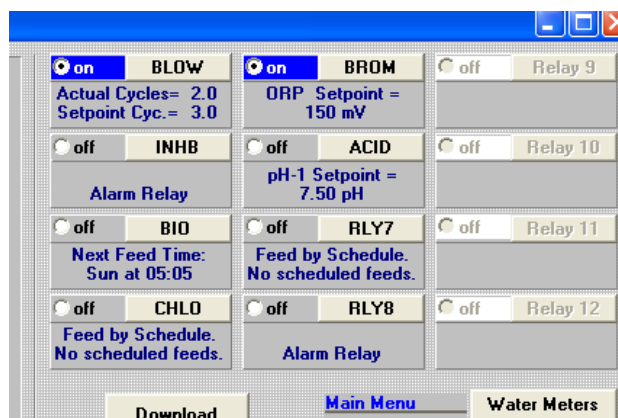 on BLOW
Actual Cycles= 2.0
Setpoint Cyc.= 3.0
on BROM
ORP Setpoint =
150 mV
off Relay 9
off INHB
Alarm Relay
off ACID
pH-1 Setpoint =
7.50 pH
off Relay 10
off BIO
Next Feed Time:
Sun at 05:05
off RLY7
Feed by Schedule.
No scheduled feeds.
off Relay 11
off CHLO
Feed by Schedule.
No scheduled feeds.
off RLY8
Alarm Relay
off Relay 12
Download
Main Menu
Water Meters